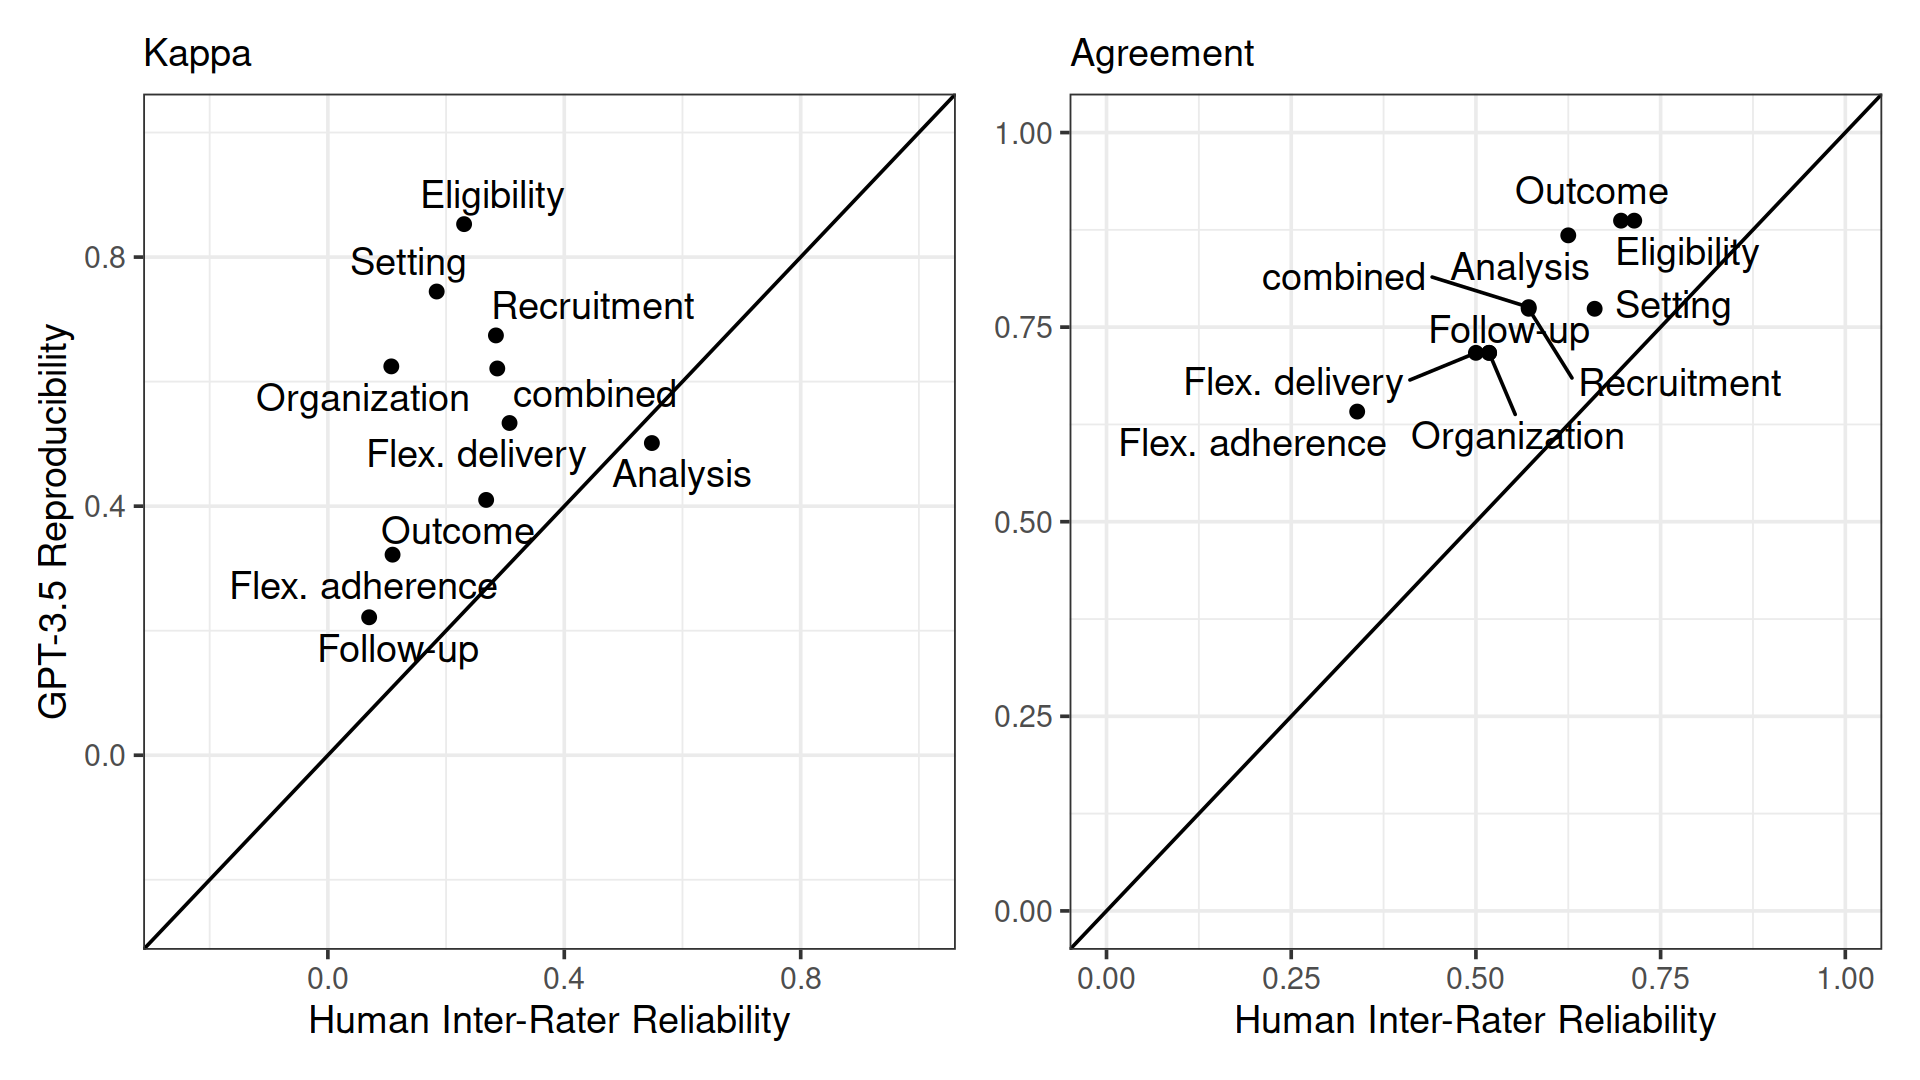 Kappa
Eligibility
Setting
Recruitment
Organization
combined
Flex. delivery
Analysis
Outcome
Flex. adherence
Follow-up
0.8
0.4
0.0
GPT-3.5 Reproducibility
0.0 0.4 0.8
Human Inter-Rater Reliability
Agreement
Outcome
Eligibility
Analysis
combined
Setting
Follow-up
Flex. delivery
Recruitment
Organization
Flex. adherence
1.00
0.75
0.50
0.25
0.00
0.00 0.25 0.50 0.75 1.00
Human Inter-Rater Reliability